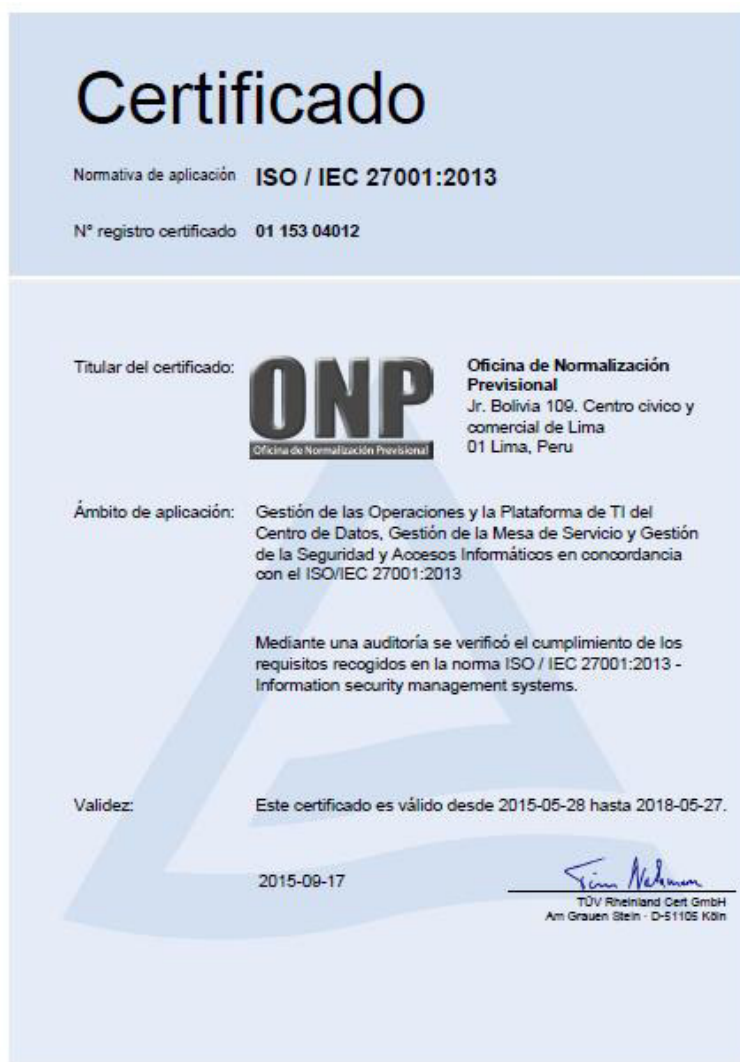 Certificado
Normativa de aplicación ISO / IEC 27001:2013
N° registro certificado 01 153 04012
Titular del certificado:
ONP
Oficina de Normalización Previsional
Oficina de Normalización
Previsional
Jr. Bolivia 109. Centro civico y
comercial de Lima
01 Lima, Peru
Ámbito de aplicación:
Gestión de las Operaciones y la Plataforma de TI del
Centro de Datos, Gestión de la Mesa de Servicio y Gestión
de la Seguridad y Accesos Informáticos en concordancia
con el ISO/IEC 27001:2013
Mediante una auditoría se verificó el cumplimiento de los
requisitos recogidos en la norma ISO / IEC 27001:2013 -
Information security management systems.
Validez:
Este certificado es válido desde 2015-05-28 hasta 2018-05-27.
2015-09-17
TÜV Rheinland Cert GmbH
Am Grauen Stein · D-51105 Köln